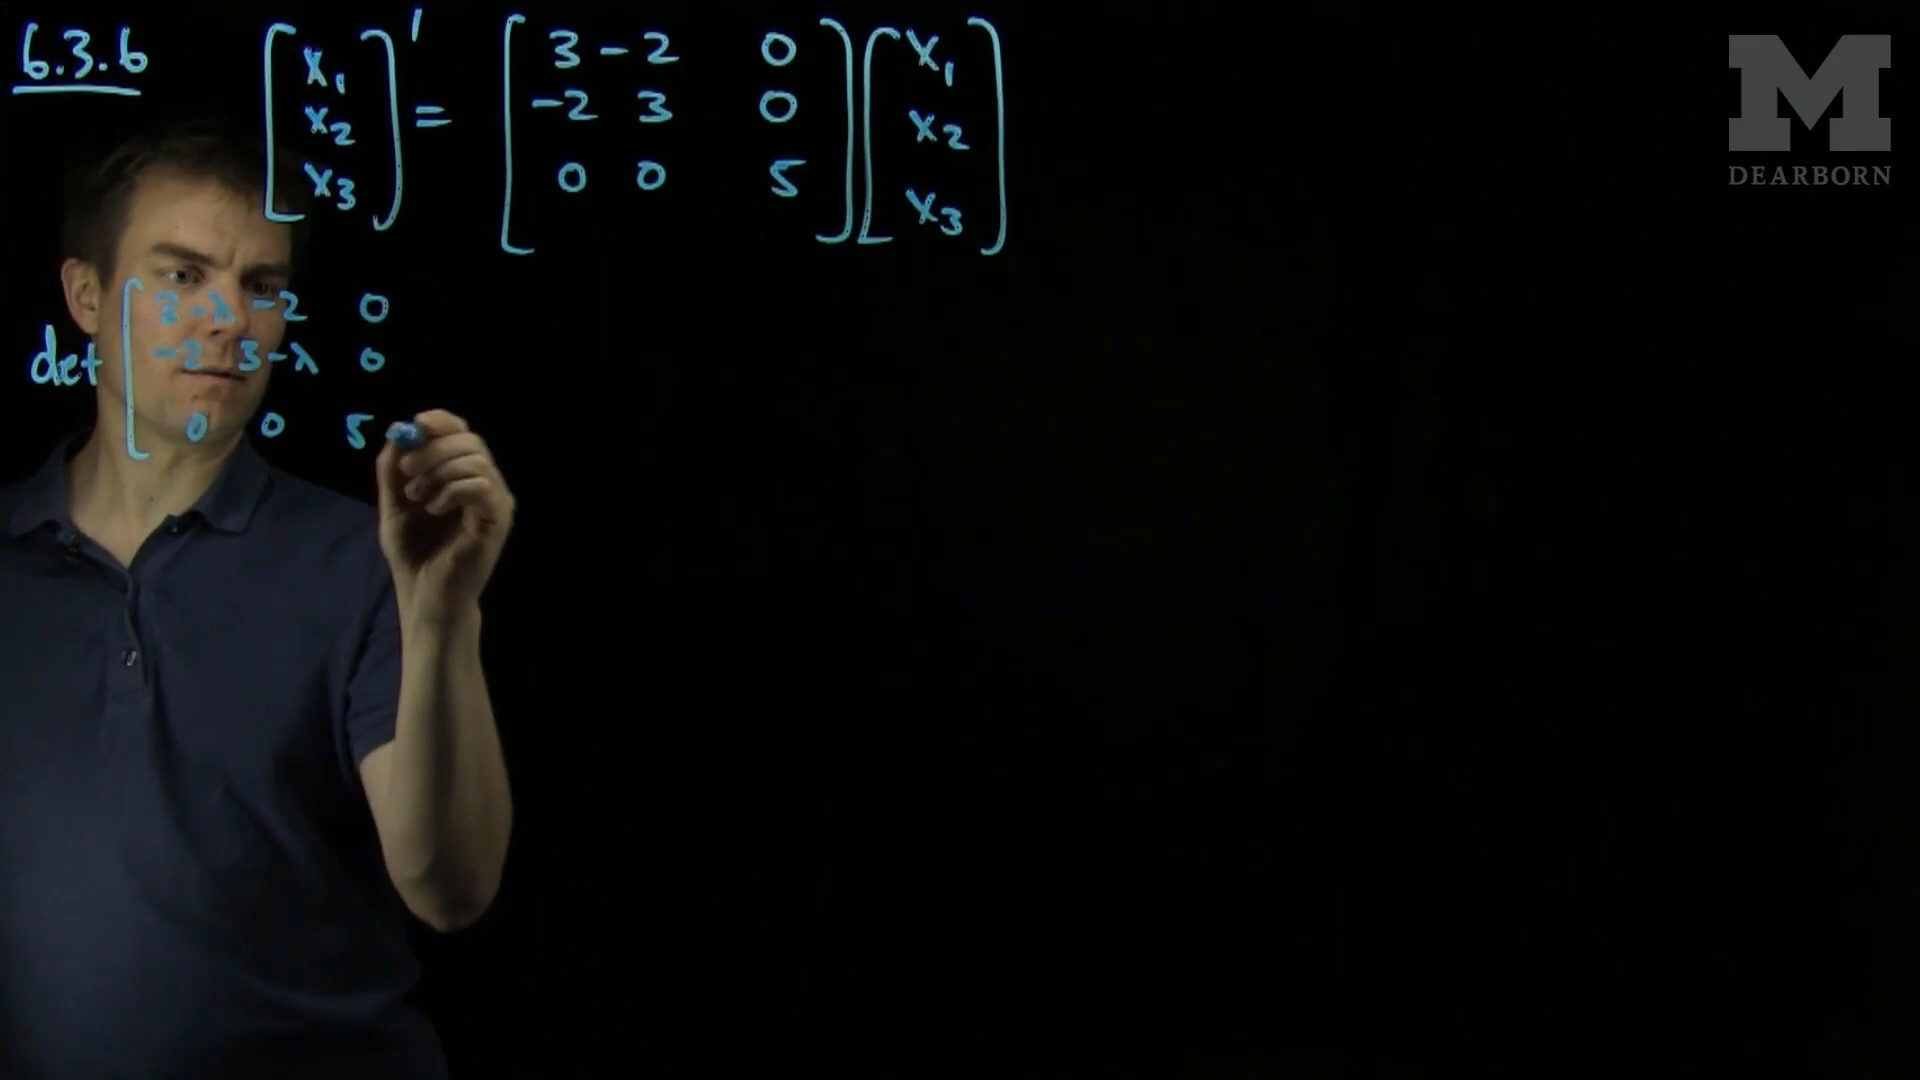 6.3.6 [x₁ x₂ x₃]' = [3 -2 0; -2 3 0; 0 0 5] [x₁ x₂ x₃]
det [3-λ -2 0
-2 3-λ 0
0 0 5
M
DEARBORN